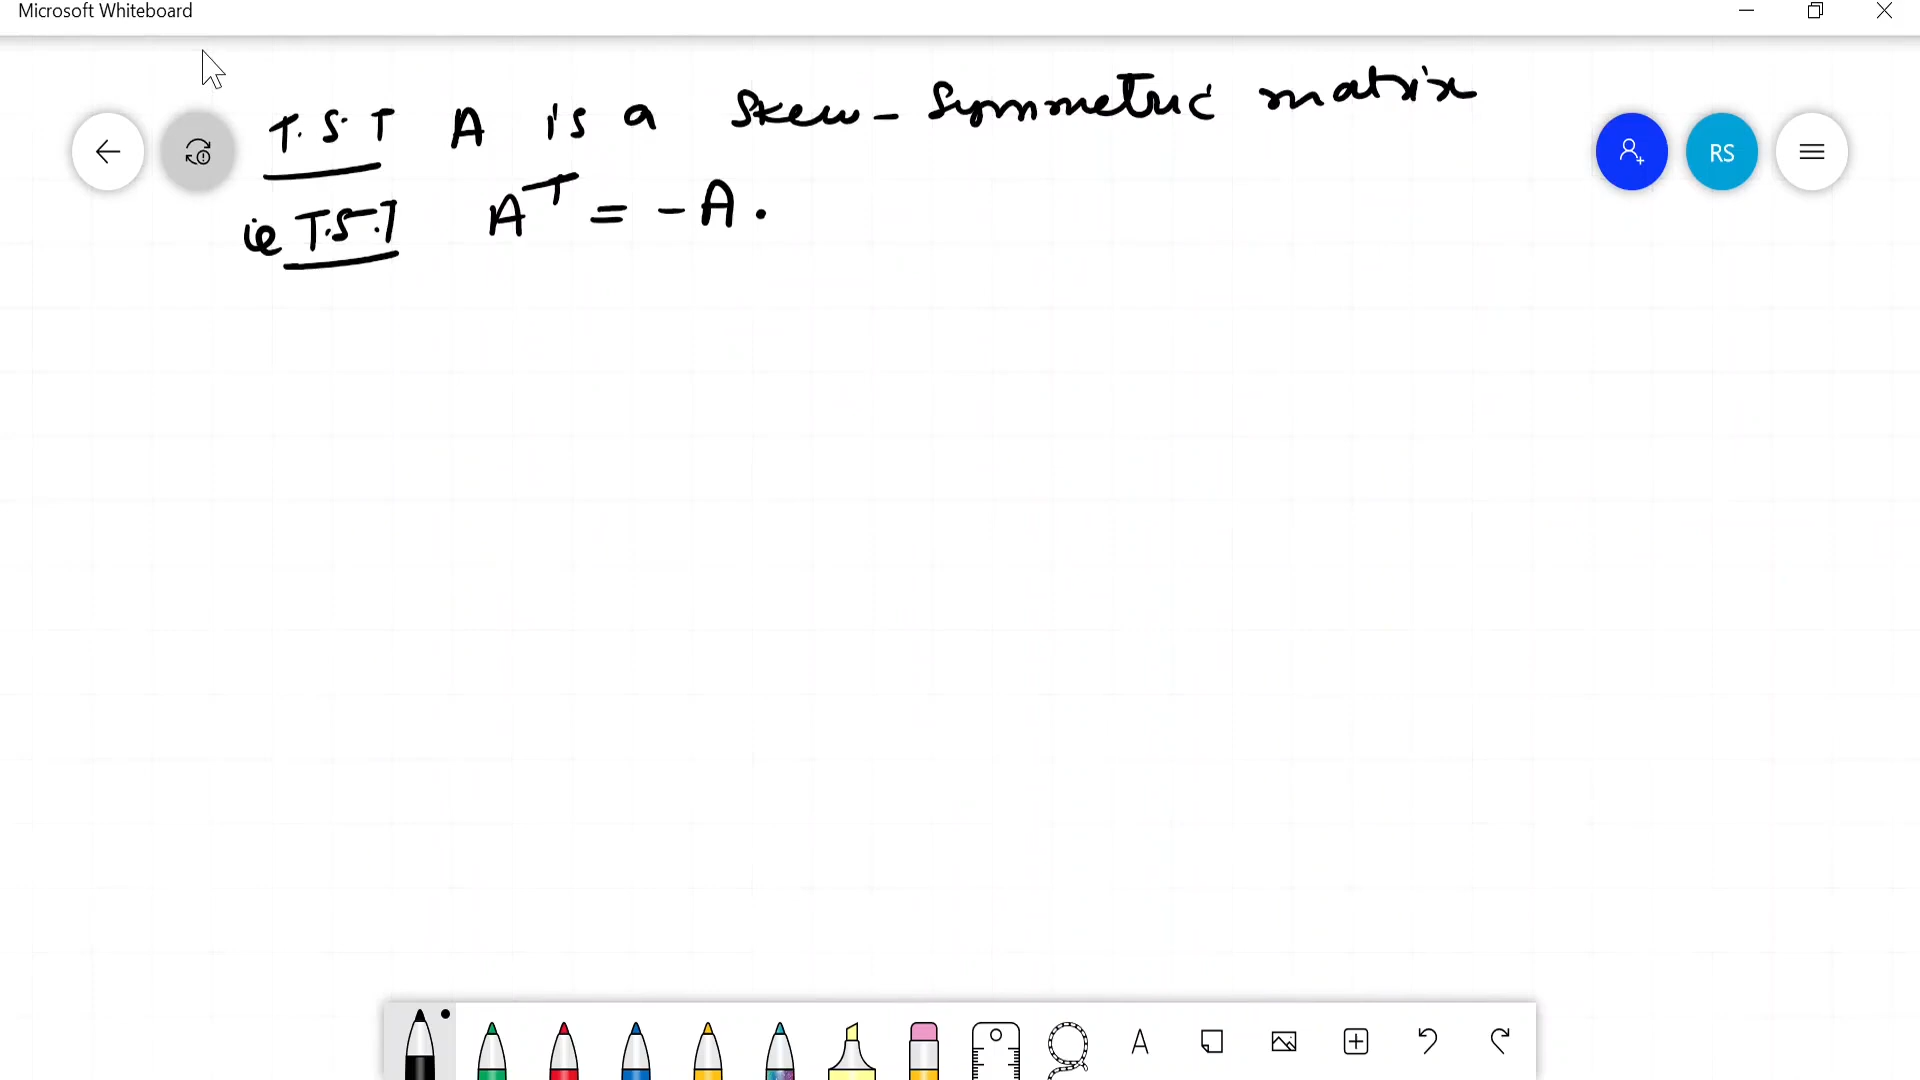 Microsoft Whiteboard
T.S.T A is a skew-symmetric matrix
ie T.S.T A^T = -A.
RS
A